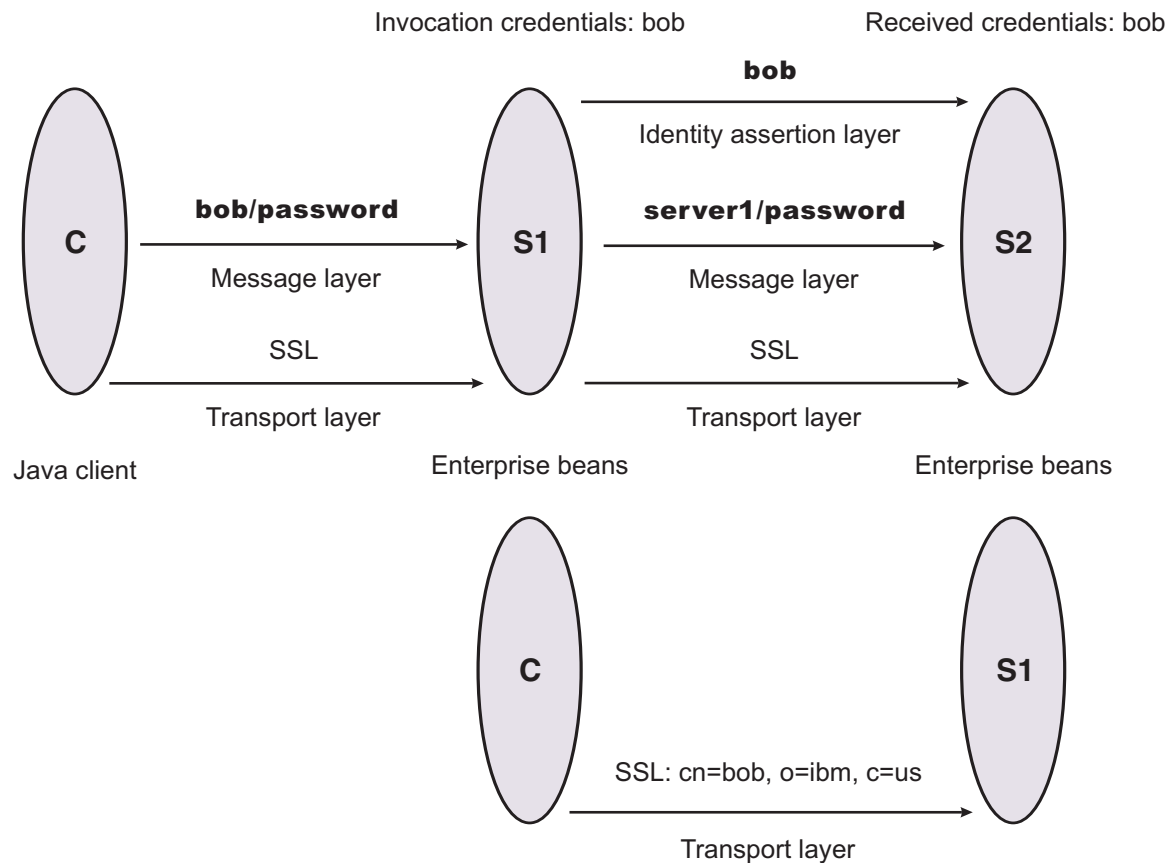 Invocation credentials: bob
Received credentials: bob
bob
Identity assertion layer
bob/password
server1/password
C
S1
S2
Message layer
Message layer
SSL
SSL
Transport layer
Transport layer
Java client
Enterprise beans
Enterprise beans
C
S1
SSL: cn=bob, o=ibm, c=us
Transport layer